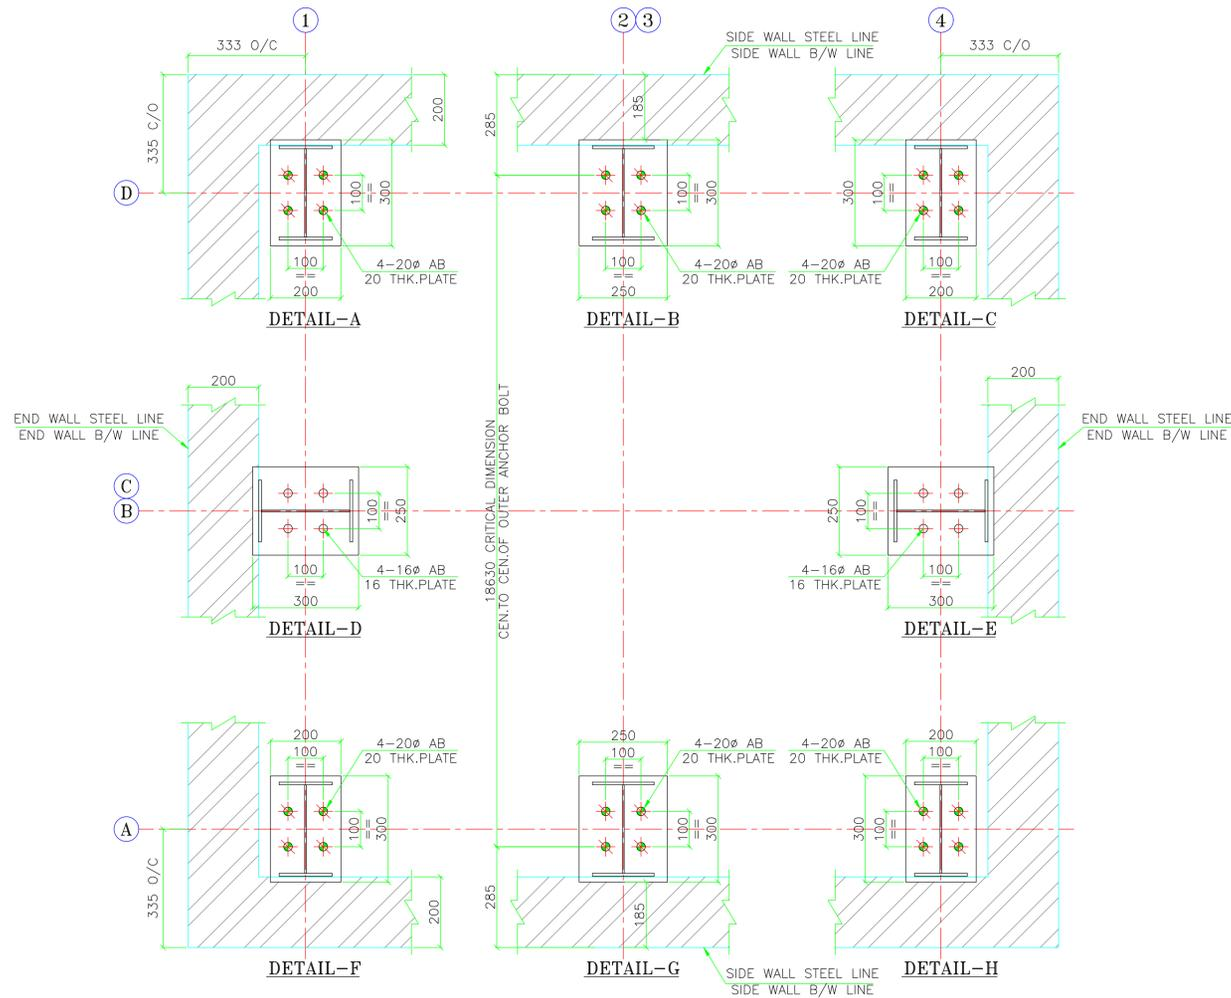 1
2
3
4
333 O/C
333 C/O
SIDE WALL STEEL LINE
SIDE WALL B/W LINE
335 C/O
200
285
185
D
100
==
300
100
==
300
300
100
==
100
==
200
4-20ø AB
20 THK.PLATE
100
==
250
4-20ø AB
20 THK.PLATE
4-20ø AB
20 THK.PLATE
100
==
200
DETAIL-A
DETAIL-B
DETAIL-C
200
200
END WALL STEEL LINE
END WALL B/W LINE
END WALL STEEL LINE
END WALL B/W LINE
18630 CRITICAL DIMENSION
CEN.TO CEN.OF OUTER ANCHOR BOLT
C
B
100
==
250
250
100
==
100
==
300
4-16ø AB
16 THK.PLATE
4-16ø AB
16 THK.PLATE
100
==
300
DETAIL-D
DETAIL-E
200
100
==
4-20ø AB
20 THK.PLATE
250
100
==
4-20ø AB
20 THK.PLATE
4-20ø AB
20 THK.PLATE
200
100
==
A
100
==
300
100
==
300
300
100
==
335 O/C
200
285
185
DETAIL-F
DETAIL-G
DETAIL-H
SIDE WALL STEEL LINE
SIDE WALL B/W LINE